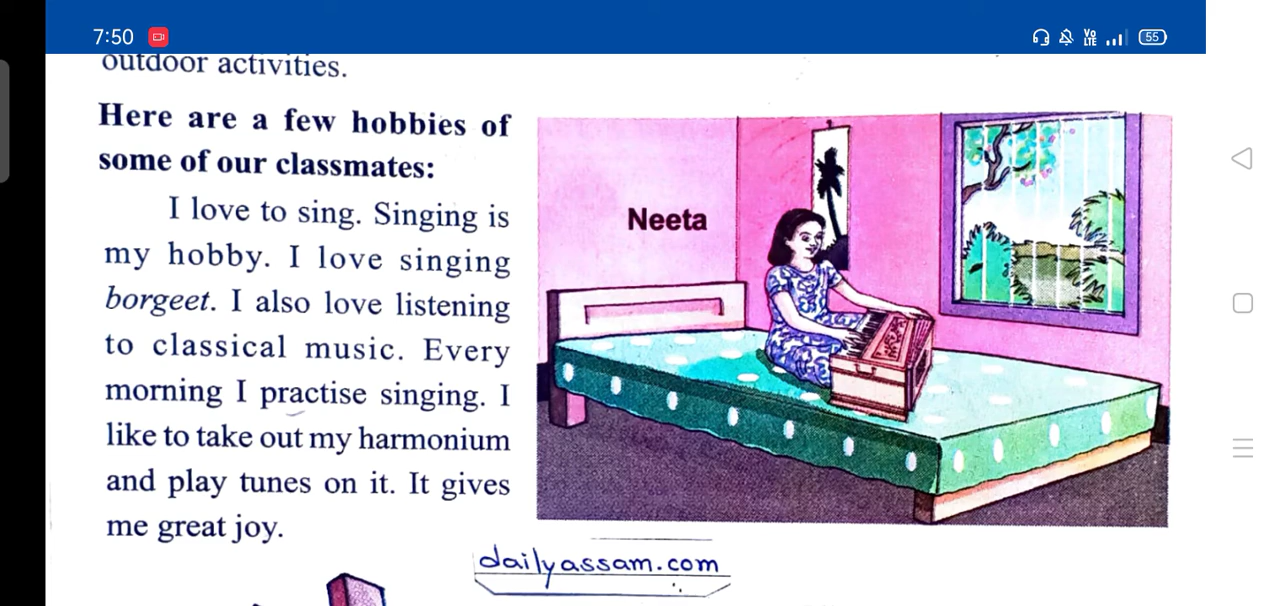 7:50
Vo
LTE
55
outdoor activities.
Here are a few hobbies of
some of our classmates:
I love to sing. Singing is
my hobby. I love singing
borgeet. I also love listening
to classical music. Every
morning I practise singing. I
like to take out my harmonium
and play tunes on it. It gives
me great joy.
Neeta
dailyassam.com